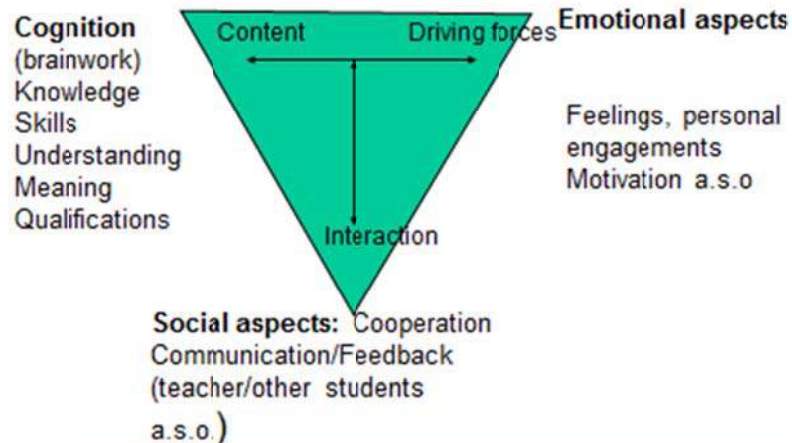 Cognition
(brainwork)
Knowledge
Skills
Understanding
Meaning
Qualifications
Content
Driving forces
Interaction
Emotional aspects
Feelings, personal
engagements
Motivation a.s.o
Social aspects: Cooperation
Communication/Feedback
(teacher/other students
a.s.o.)